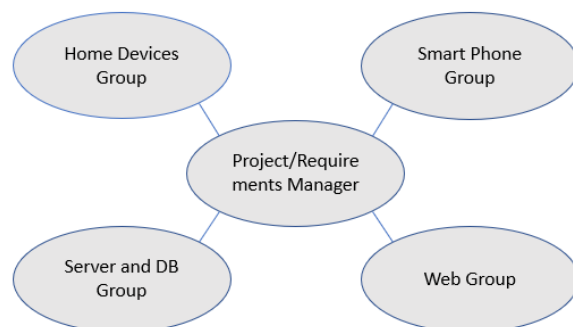 Home Devices
Group
Smart Phone
Group
Project/Require
ments Manager
Server and DB
Group
Web Group